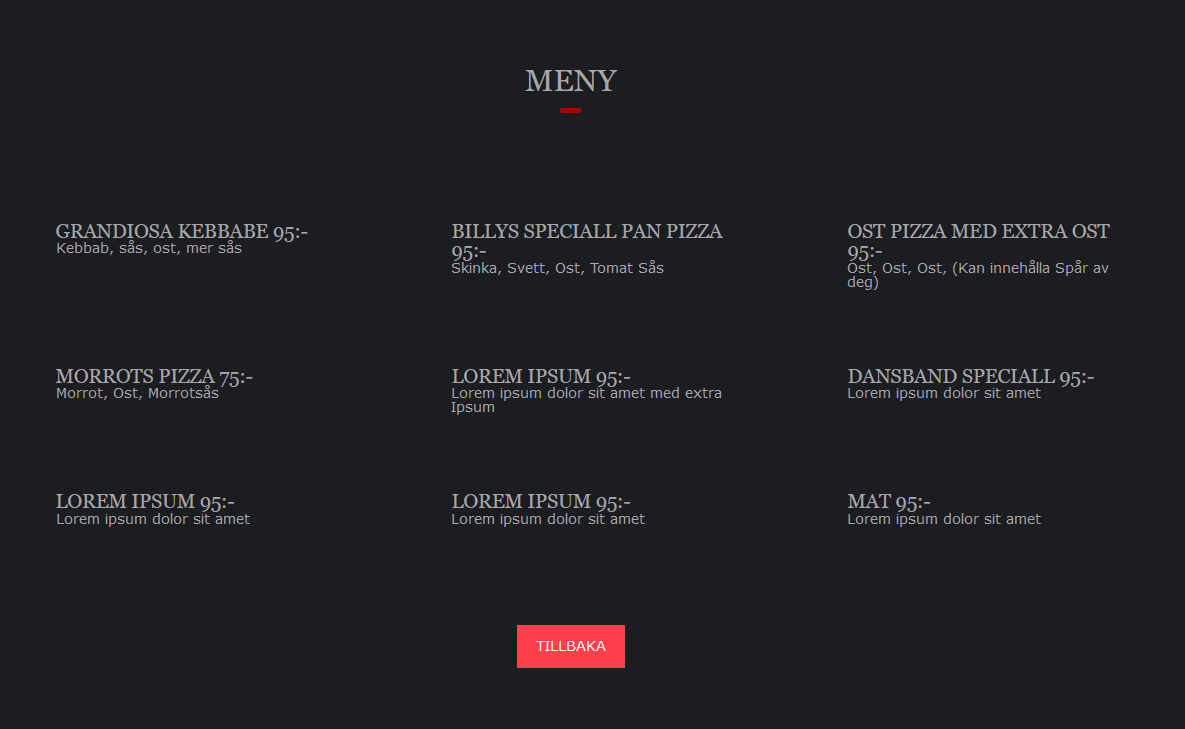 MENY
GRANDIOSA KEBBABE 95:-
Kebbab, sås, ost, mer sås
BILLYS SPECIALL PAN PIZZA
95:-
Skinka, Svett, Ost, Tomat Sås
OST PIZZA MED EXTRA OST
95:-
Ost, Ost, Ost, (Kan innehålla Spår av
deg)
MORROTS PIZZA 75:-
Morrot, Ost, Morrotsås
LOREM IPSUM 95:-
Lorem ipsum dolor sit amet med extra
Ipsum
DANSBAND SPECIALL 95:-
Lorem ipsum dolor sit amet
LOREM IPSUM 95:-
Lorem ipsum dolor sit amet
LOREM IPSUM 95:-
Lorem ipsum dolor sit amet
MAT 95:-
Lorem ipsum dolor sit amet
TILLBAKA